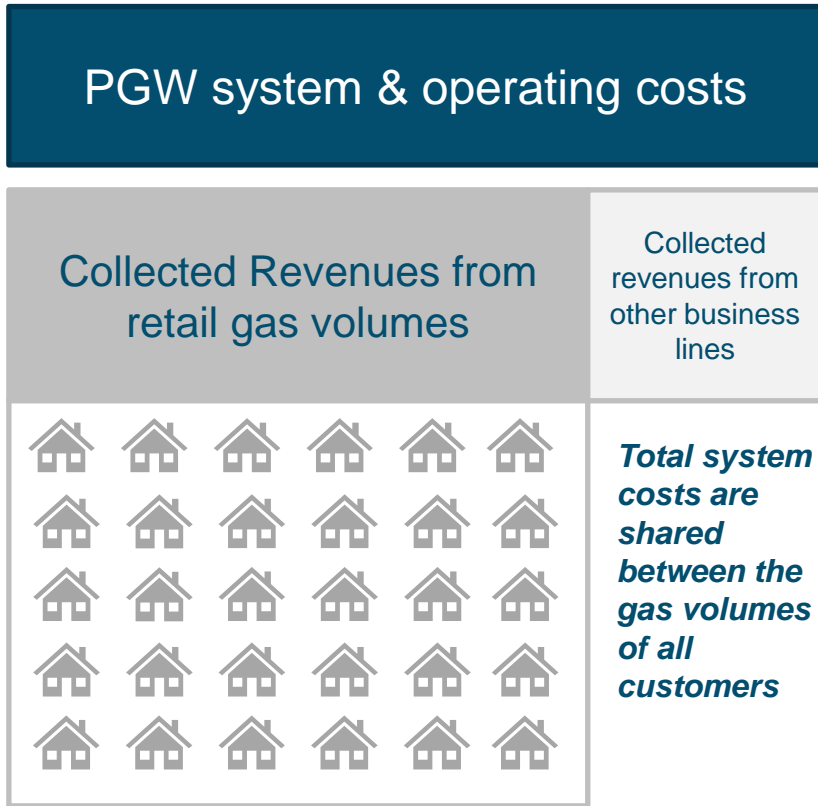 PGW system & operating costs
Collected Revenues from
retail gas volumes
Collected
revenues from
other business
lines
Total system
costs are
shared
between the
gas volumes
of all
customers